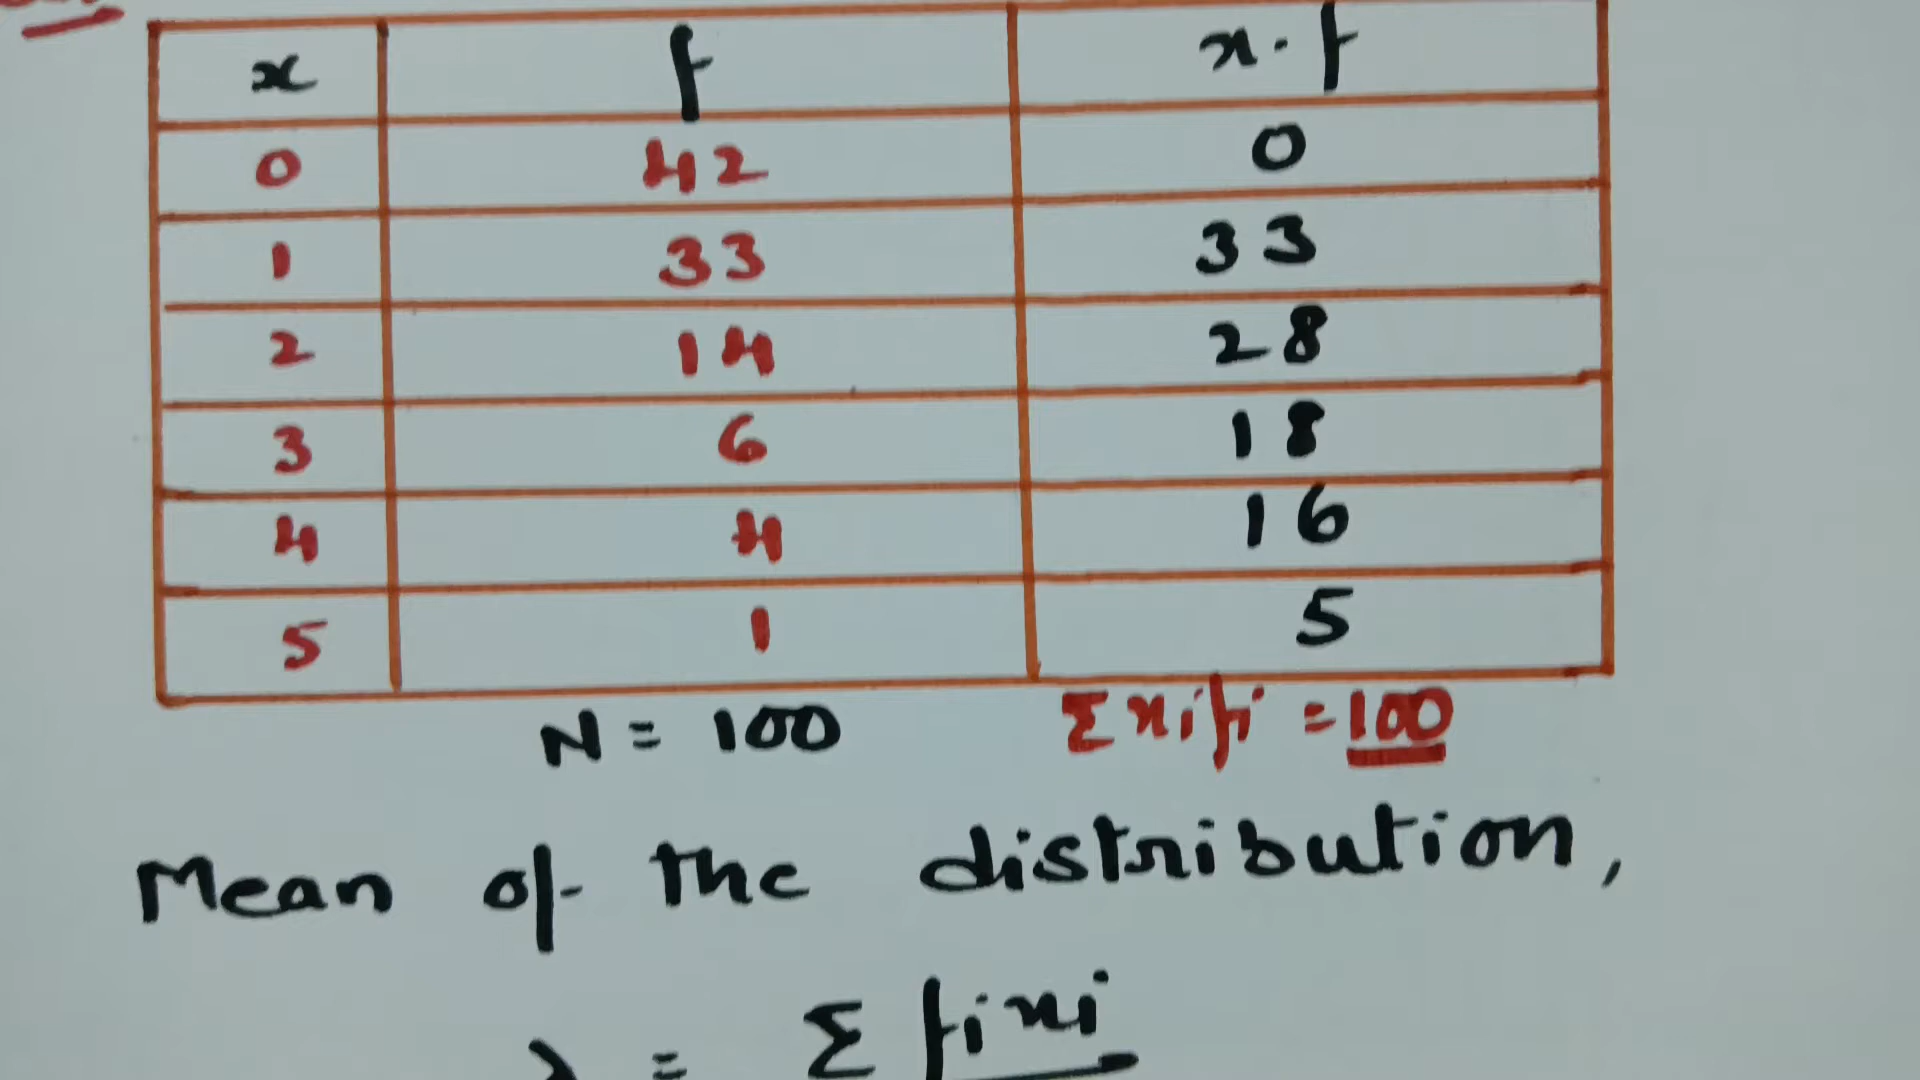 x f x.f
0 42 0
1 33 33
2 14 28
3 6 18
4 4 16
5 1 5
N = 100 Σxifi = 100
Mean of the distribution,
λ = Σfixi